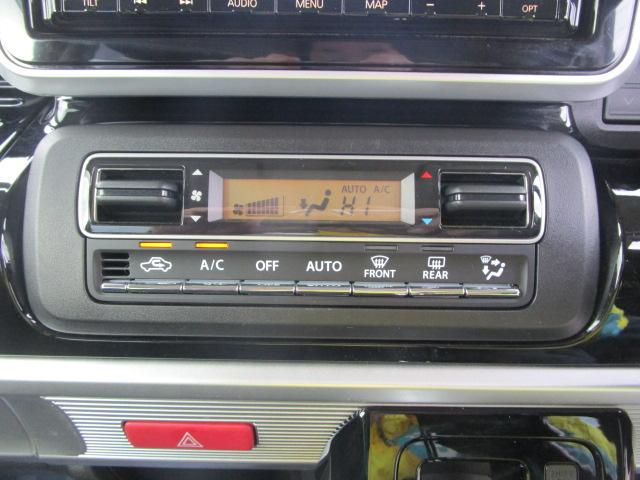 TILT AUDIO MENU MAP − + OPT
AUTO A/C
HI
A/C OFF AUTO FRONT REAR